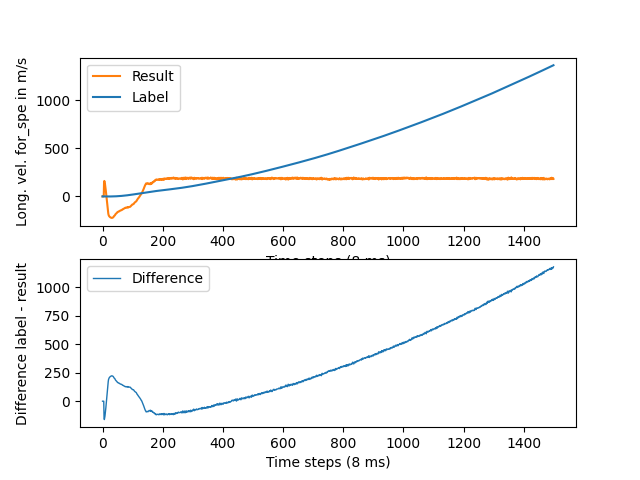 Long. vel. for_spe in m/s
1000
500
0
Result
Label
0 200 400 600 800 1000 1200 1400
Time steps (8 ms)
Difference label - result
1000
750
500
250
0
Difference
0 200 400 600 800 1000 1200 1400
Time steps (8 ms)